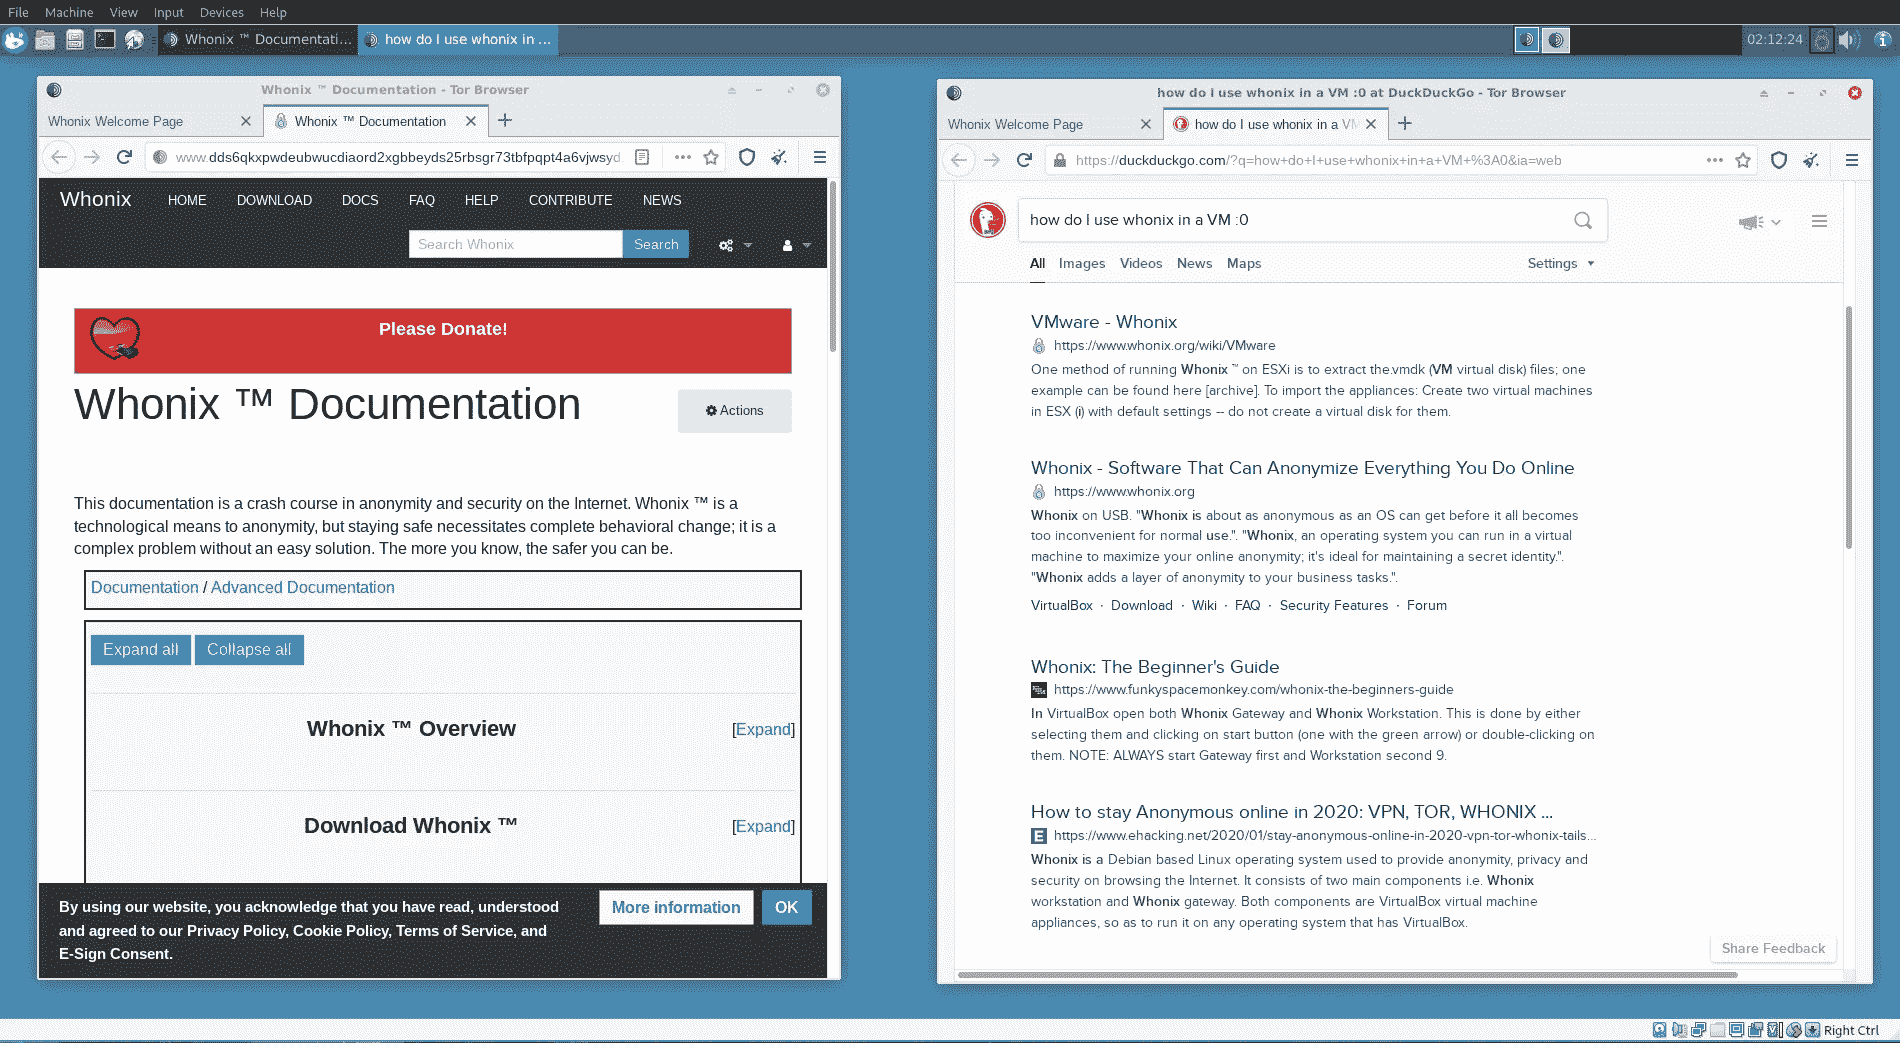 File Machine View Input Devices Help
Whonix ™ Documentati...
how do I use whonix in ...
02:12:24
Whonix ™ Documentation - Tor Browser
Whonix Welcome Page
Whonix ™ Documentation
www.dds6qkxpwdeubwucdiaord2xgbbeyds25rbsgr73tbfpqpt4a6vjwsyd
Whonix HOME DOWNLOAD DOCS FAQ HELP CONTRIBUTE NEWS
Search Whonix Search
Please Donate!
Whonix ™ Documentation
Actions
This documentation is a crash course in anonymity and security on the Internet. Whonix ™ is a
technological means to anonymity, but staying safe necessitates complete behavioral change; it is a
complex problem without an easy solution. The more you know, the safer you can be.
Documentation / Advanced Documentation
Expand all Collapse all
Whonix ™ Overview [Expand]
Download Whonix ™ [Expand]
By using our website, you acknowledge that you have read, understood
and agreed to our Privacy Policy, Cookie Policy, Terms of Service, and
E-Sign Consent.
More information OK
how do I use whonix in a VM :0 at DuckDuckGo - Tor Browser
Whonix Welcome Page
how do I use whonix in a VM
https://duckduckgo.com/?q=how+do+I+use+whonix+in+a+VM+%3A0&ia=web
how do I use whonix in a VM :0
All Images Videos News Maps Settings
VMware - Whonix
https://www.whonix.org/wiki/VMware
One method of running Whonix ™ on ESXi is to extract the.vmdk (VM virtual disk) files; one
example can be found here [archive]. To import the appliances: Create two virtual machines
in ESX (i) with default settings -- do not create a virtual disk for them.
Whonix - Software That Can Anonymize Everything You Do Online
https://www.whonix.org
Whonix on USB. "Whonix is about as anonymous as an OS can get before it all becomes
too inconvenient for normal use.". "Whonix, an operating system you can run in a virtual
machine to maximize your online anonymity; it's ideal for maintaining a secret identity.".
"Whonix adds a layer of anonymity to your business tasks.".
VirtualBox · Download · Wiki · FAQ · Security Features · Forum
Whonix: The Beginner's Guide
https://www.funkyspacemonkey.com/whonix-the-beginners-guide
In VirtualBox open both Whonix Gateway and Whonix Workstation. This is done by either
selecting them and clicking on start button (one with the green arrow) or double-clicking on
them. NOTE: ALWAYS start Gateway first and Workstation second 9.
How to stay Anonymous online in 2020: VPN, TOR, WHONIX ...
https://www.ehacking.net/2020/01/stay-anonymous-online-in-2020-vpn-tor-whonix-tails...
Whonix is a Debian based Linux operating system used to provide anonymity, privacy and
security on browsing the Internet. It consists of two main components i.e. Whonix
workstation and Whonix gateway. Both components are VirtualBox virtual machine
appliances, so as to run it on any operating system that has VirtualBox.
Share Feedback
Right Ctrl